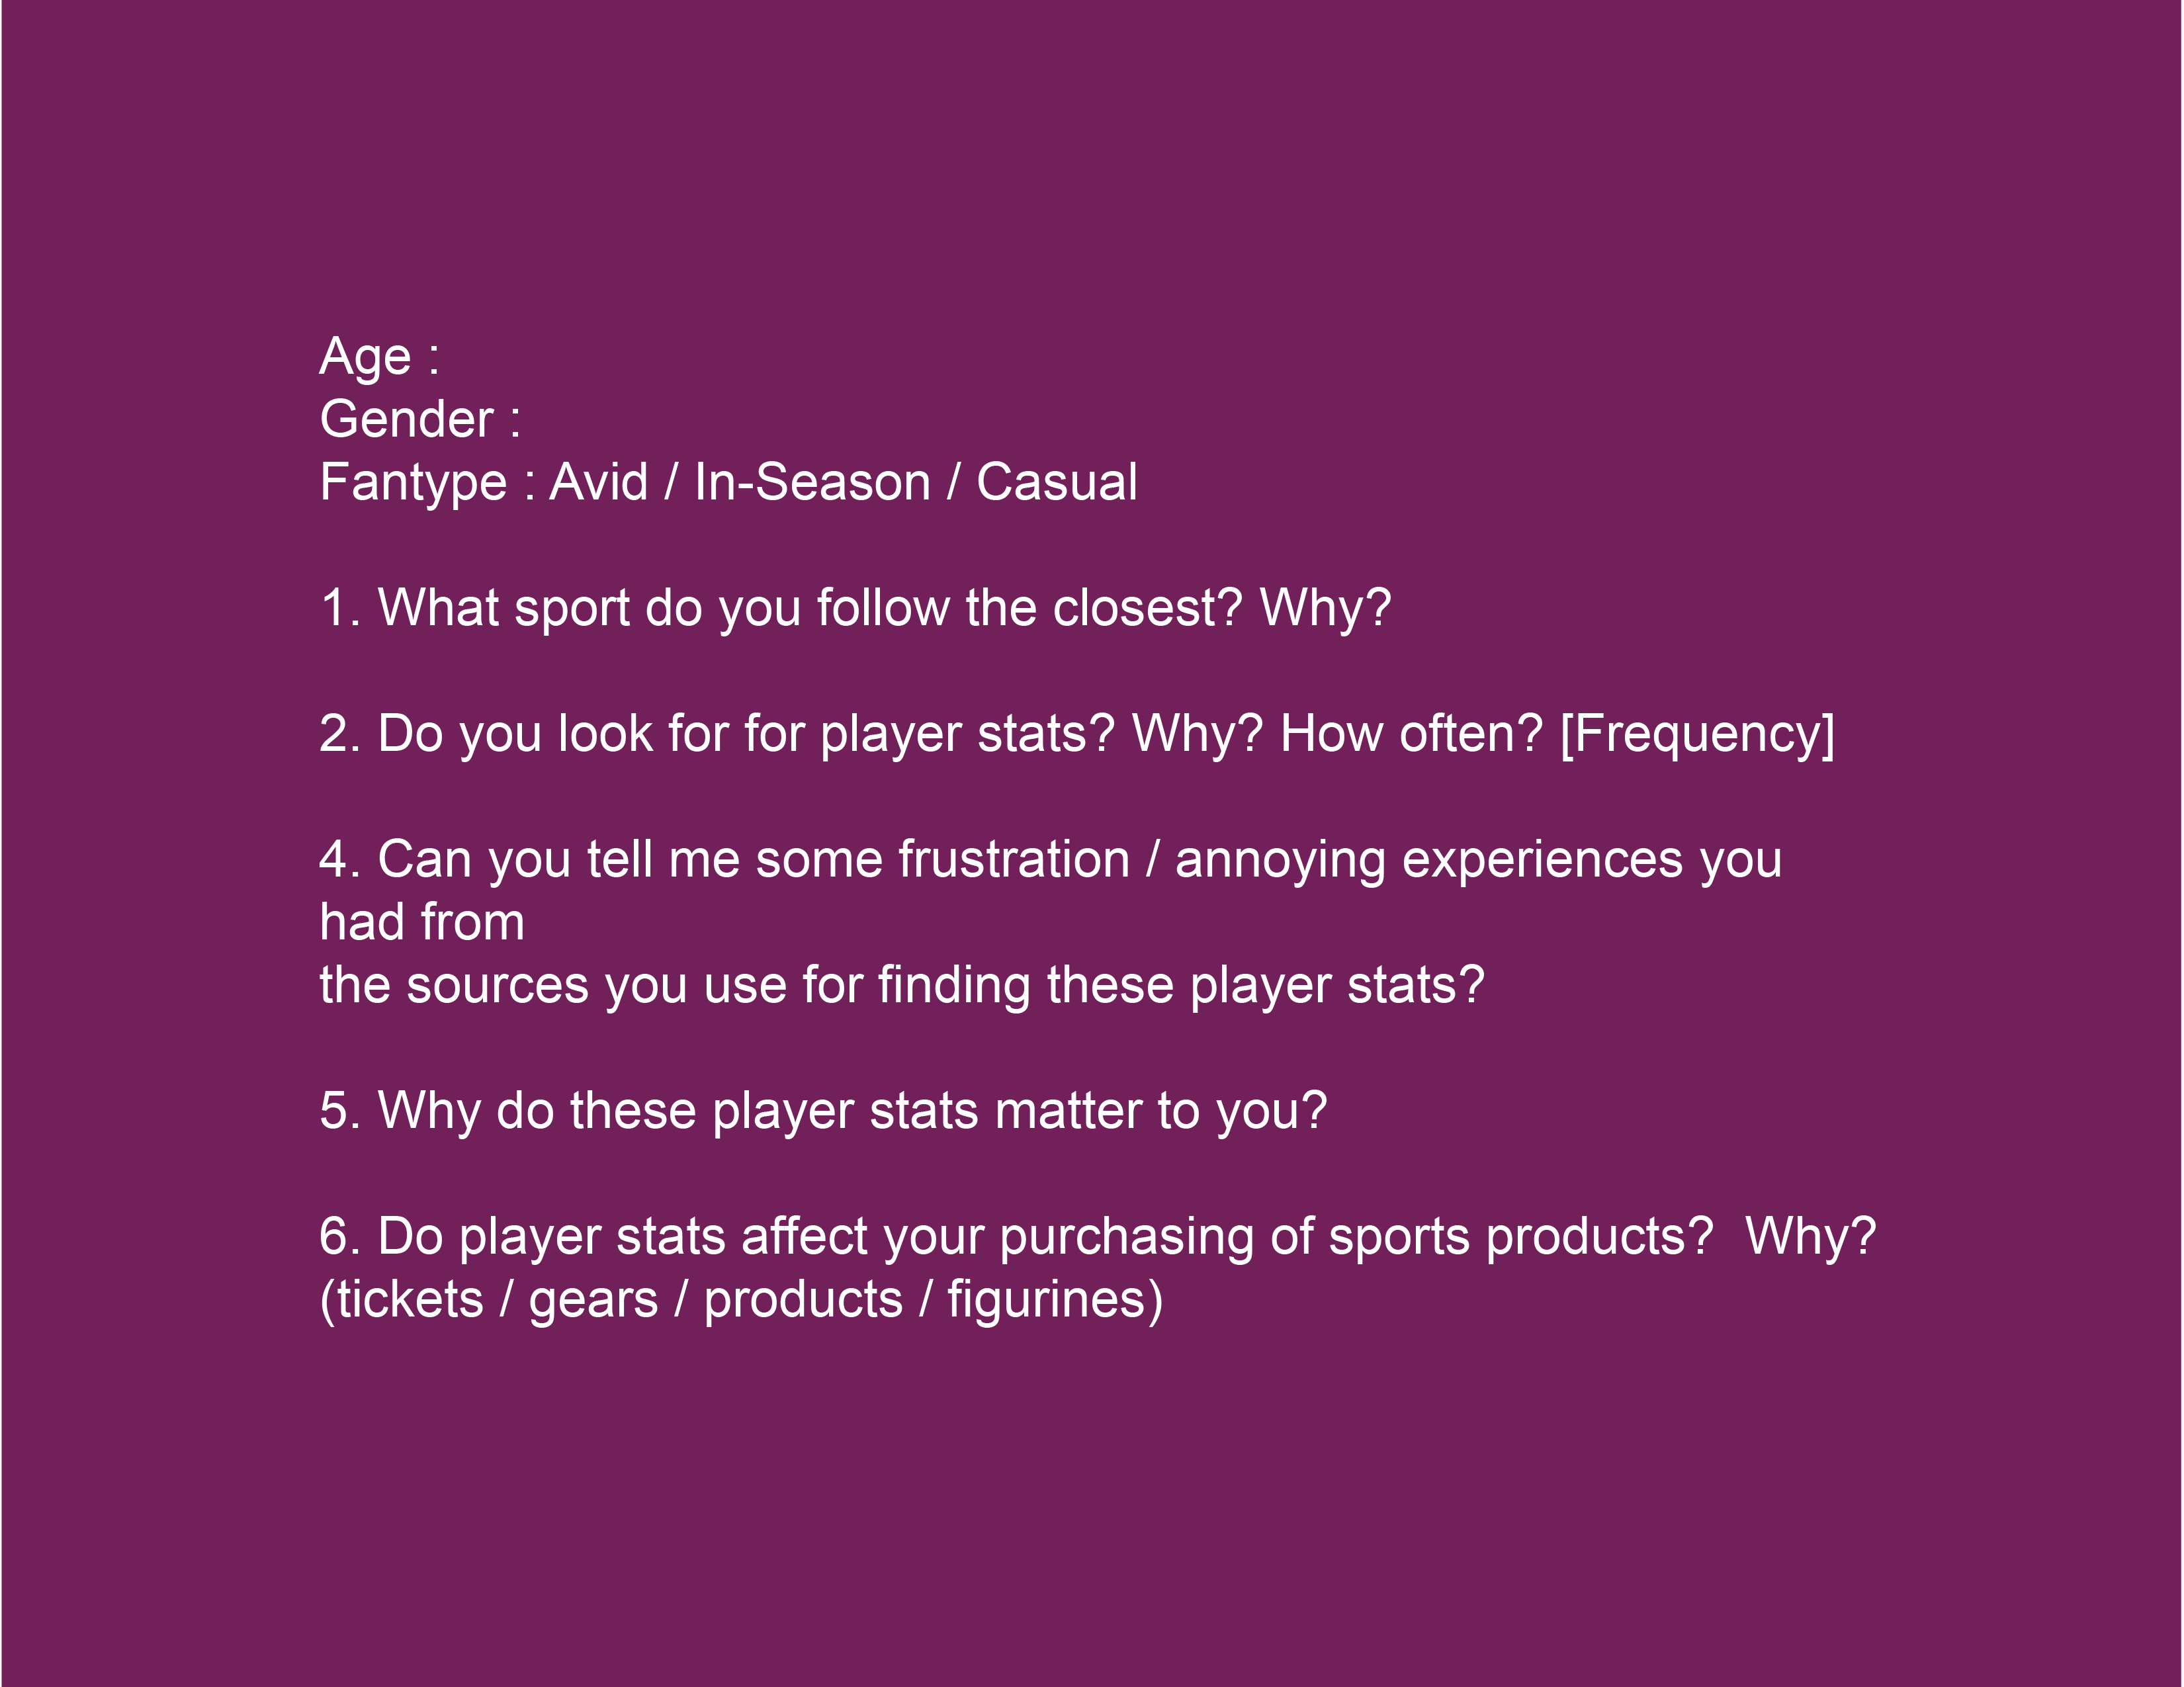 Age :
Gender :
Fantype : Avid / In-Season / Casual
1. What sport do you follow the closest? Why?
2. Do you look for for player stats? Why? How often? [Frequency]
4. Can you tell me some frustration / annoying experiences you
had from
the sources you use for finding these player stats?
5. Why do these player stats matter to you?
6. Do player stats affect your purchasing of sports products?  Why?
(tickets / gears / products / figurines)